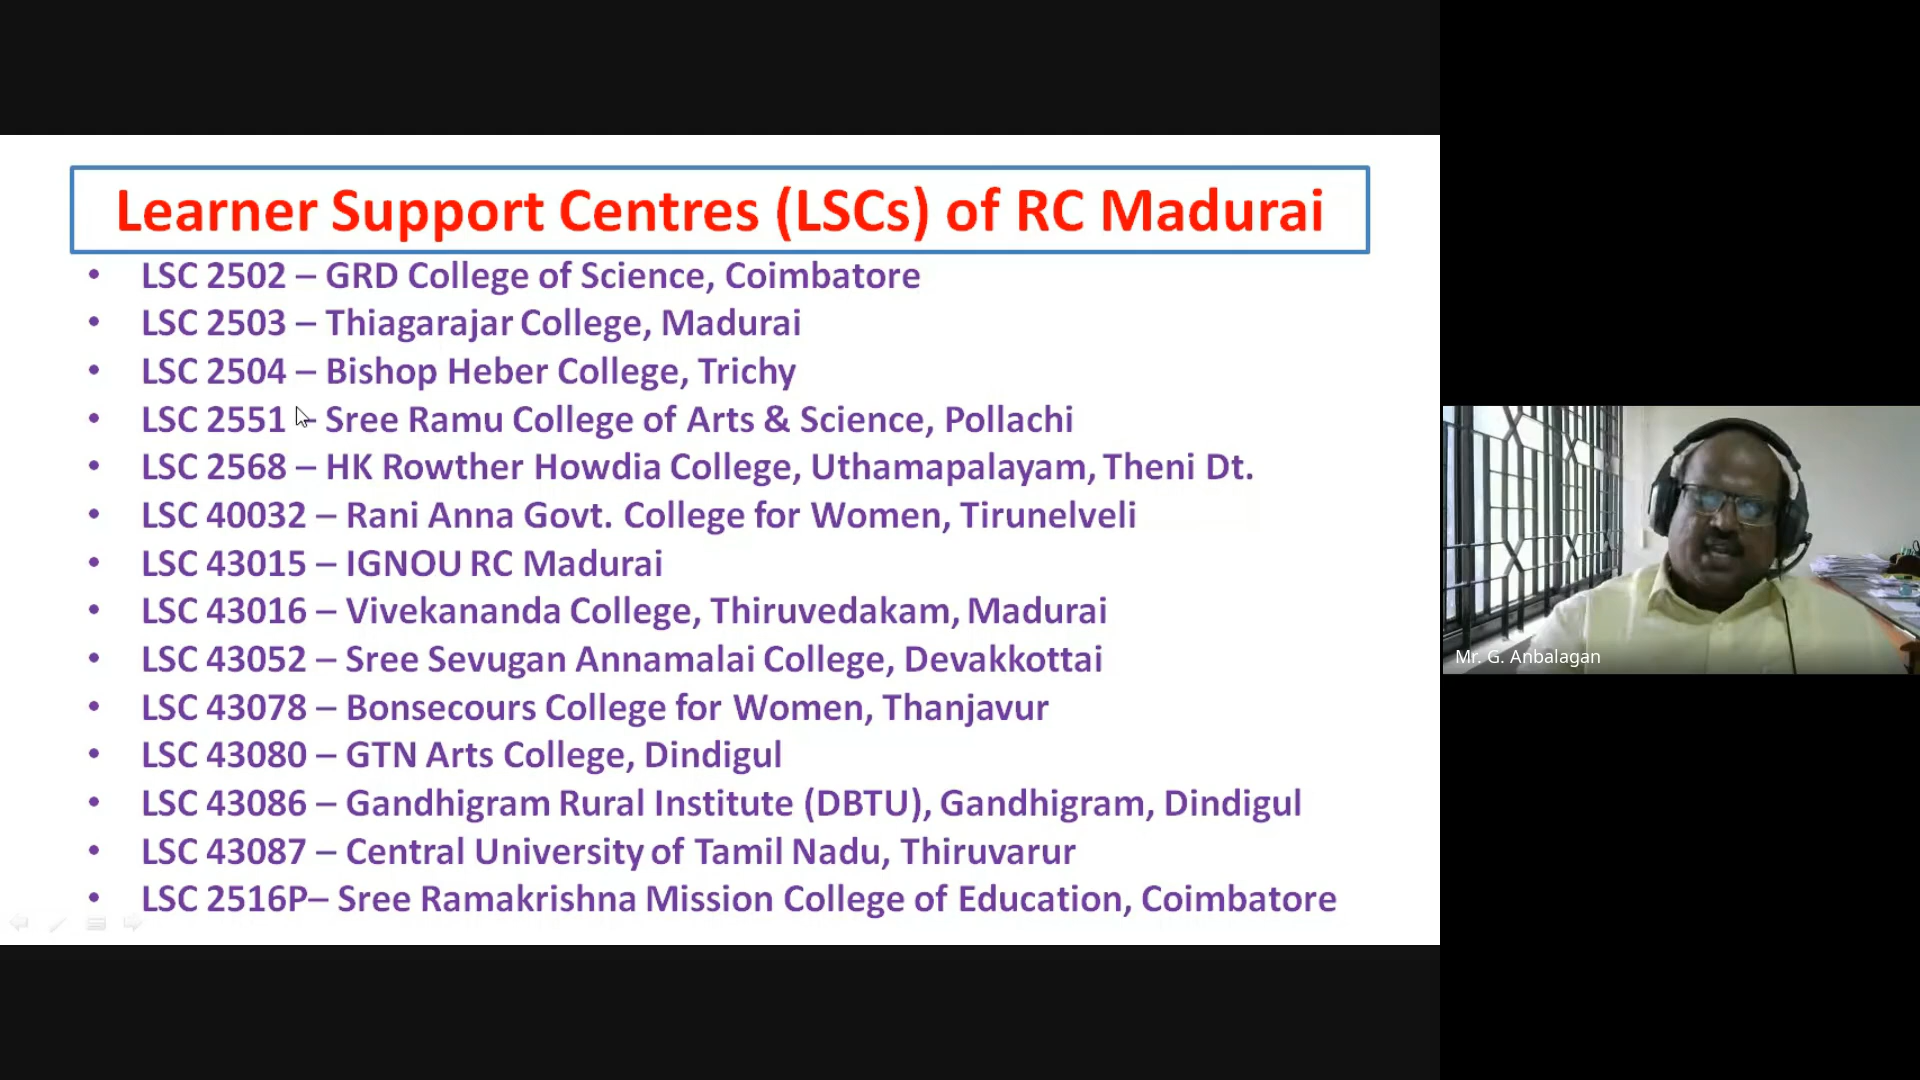 Learner Support Centres (LSCs) of RC Madurai
• LSC 2502 – GRD College of Science, Coimbatore
• LSC 2503 – Thiagarajar College, Madurai
• LSC 2504 – Bishop Heber College, Trichy
• LSC 2551 – Sree Ramu College of Arts & Science, Pollachi
• LSC 2568 – HK Rowther Howdia College, Uthamapalayam, Theni Dt.
• LSC 40032 – Rani Anna Govt. College for Women, Tirunelveli
• LSC 43015 – IGNOU RC Madurai
• LSC 43016 – Vivekananda College, Thiruvedakam, Madurai
• LSC 43052 – Sree Sevugan Annamalai College, Devakkottai
• LSC 43078 – Bonsecours College for Women, Thanjavur
• LSC 43080 – GTN Arts College, Dindigul
• LSC 43086 – Gandhigram Rural Institute (DBTU), Gandhigram, Dindigul
• LSC 43087 – Central University of Tamil Nadu, Thiruvarur
• LSC 2516P– Sree Ramakrishna Mission College of Education, Coimbatore
Mr. G. Anbalagan